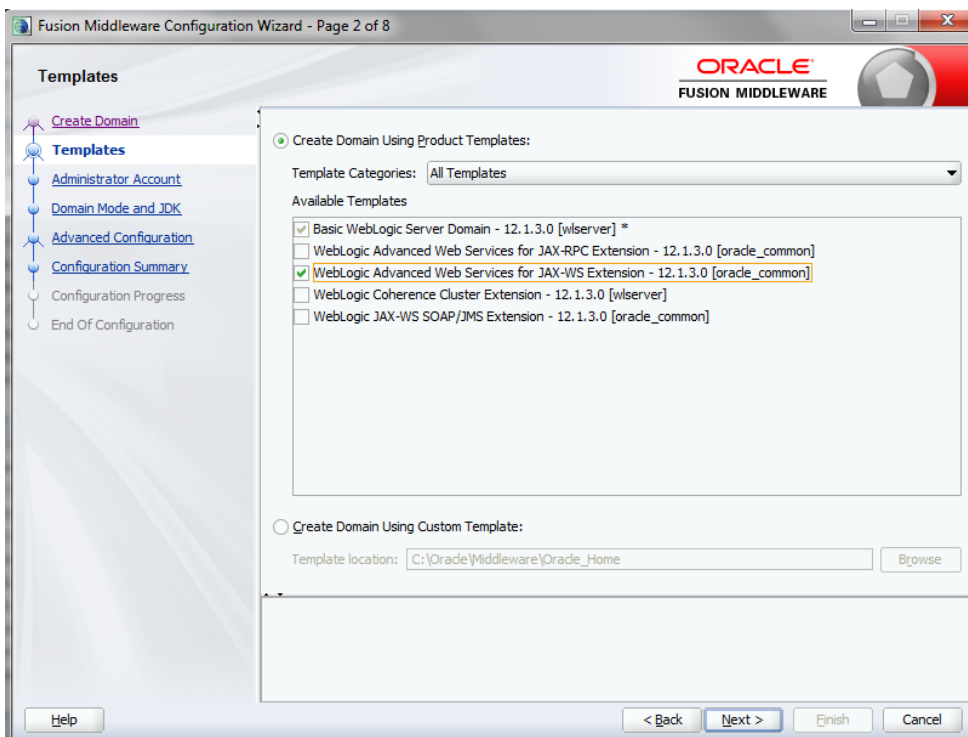 Fusion Middleware Configuration Wizard - Page 2 of 8
Templates
ORACLE
FUSION MIDDLEWARE
Create Domain
Templates
Administrator Account
Domain Mode and JDK
Advanced Configuration
Configuration Summary
Configuration Progress
End Of Configuration
Create Domain Using Product Templates:
Template Categories: All Templates
Available Templates
Basic WebLogic Server Domain - 12.1.3.0 [wlserver] *
WebLogic Advanced Web Services for JAX-RPC Extension - 12.1.3.0 [oracle_common]
WebLogic Advanced Web Services for JAX-WS Extension - 12.1.3.0 [oracle_common]
WebLogic Coherence Cluster Extension - 12.1.3.0 [wlserver]
WebLogic JAX-WS SOAP/JMS Extension - 12.1.3.0 [oracle_common]
Create Domain Using Custom Template:
Template location: C:\Oracle\Middleware\Oracle_Home Browse
Help < Back Next > Finish Cancel